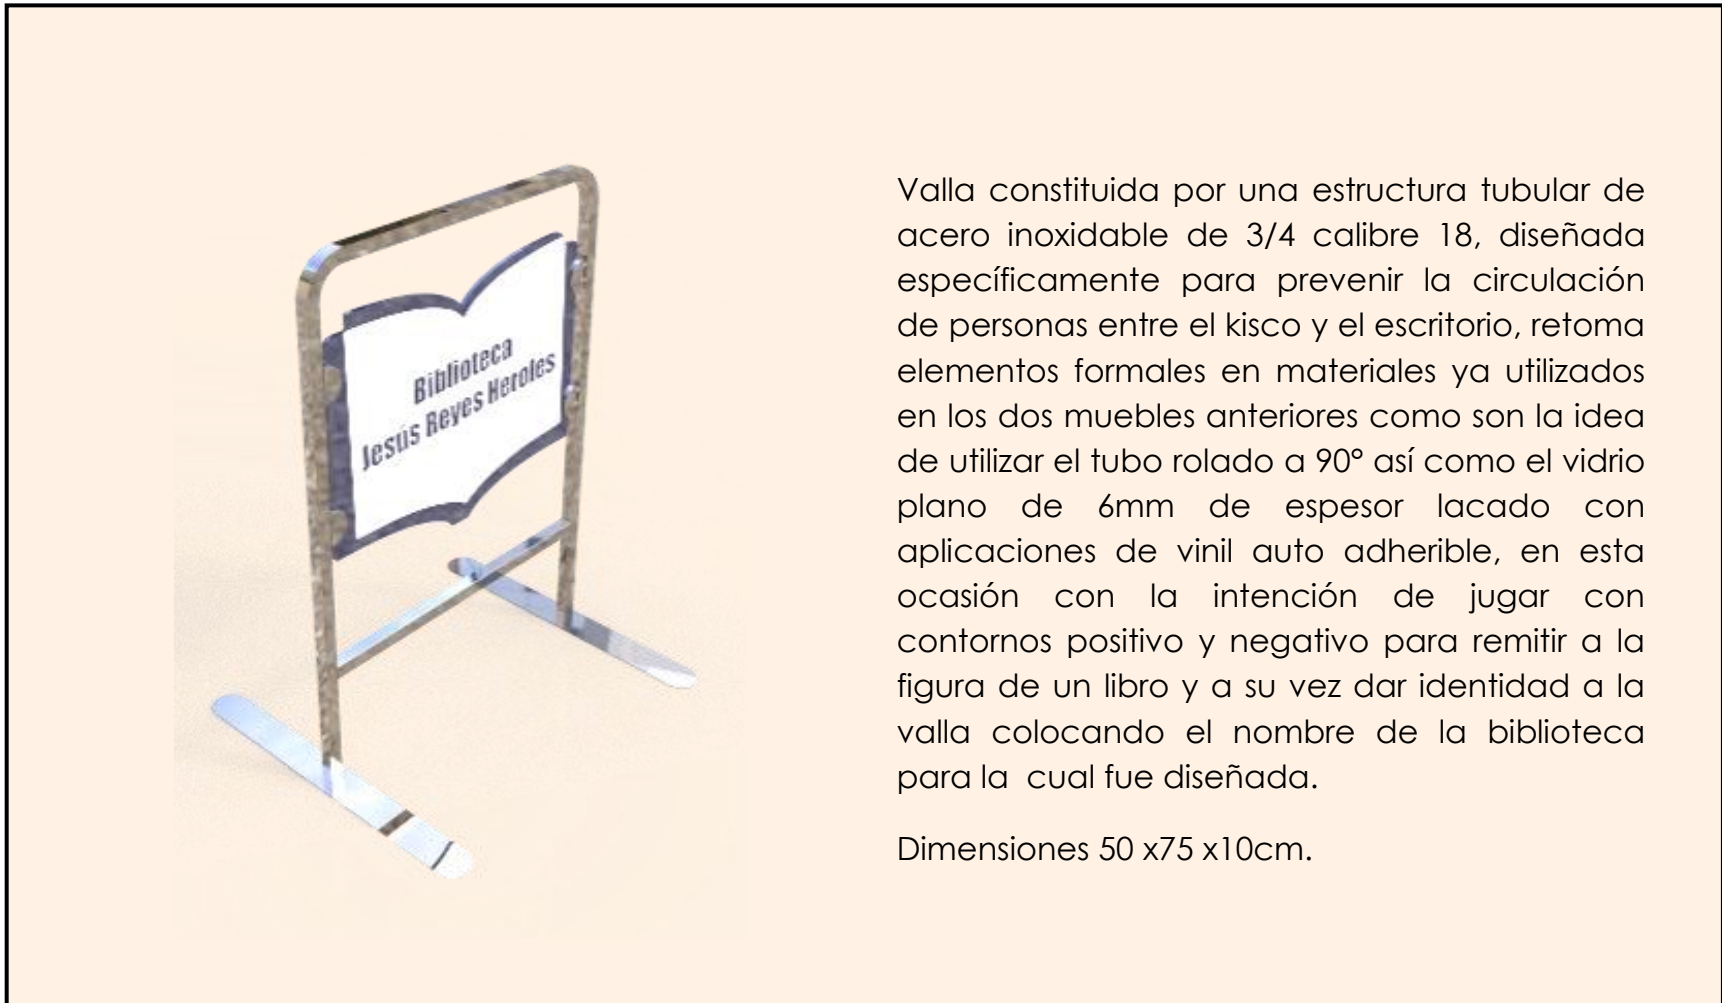 Biblioteca
Jesús Reyes Heroles
Valla constituida por una estructura tubular de
acero inoxidable de 3/4 calibre 18, diseñada
específicamente para prevenir la circulación
de personas entre el kisco y el escritorio, retoma
elementos formales en materiales ya utilizados
en los dos muebles anteriores como son la idea
de utilizar el tubo rolado a 90° así como el vidrio
plano de 6mm de espesor lacado con
aplicaciones de vinil auto adherible, en esta
ocasión con la intención de jugar con
contornos positivo y negativo para remitir a la
figura de un libro y a su vez dar identidad a la
valla colocando el nombre de la biblioteca
para la  cual fue diseñada.
Dimensiones 50 x75 x10cm.